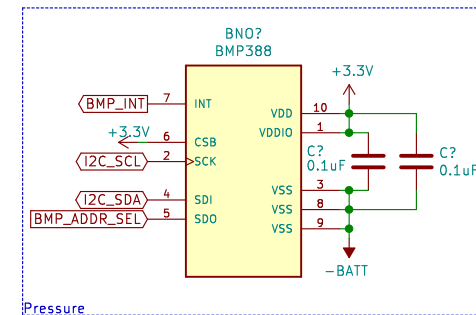 BNO?
BMP388
+3.3V
BMP_INT 7 INT
VDD 10
+3.3V 6 CSB
VDDIO 1
I2C_SCL 2 SCK
C?
0.1uF
C?
0.1uF
I2C_SDA 4 SDI
VSS 3
BMP_ADDR_SEL 5 SDO
VSS 8
VSS 9
-BATT
Pressure